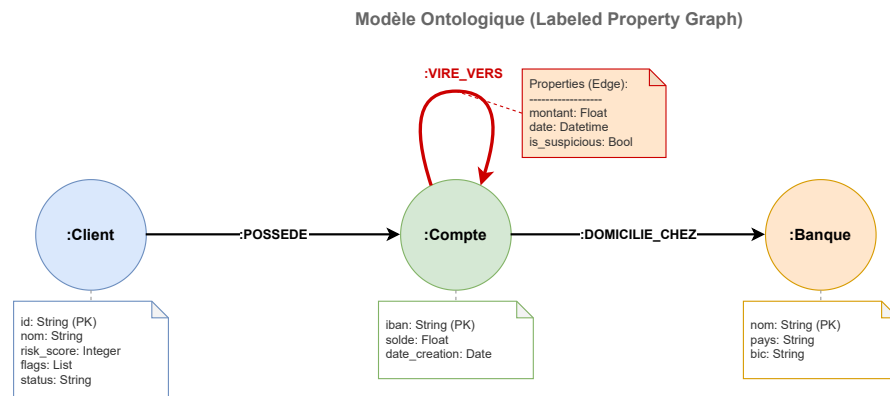 Modèle Ontologique (Labeled Property Graph)
:VIRE_VERS
Properties (Edge):
------------------
montant: Float
date: Datetime
is_suspicious: Bool
:Client
:POSSEDE
:Compte
:DOMICILIE_CHEZ
:Banque
id: String (PK)
nom: String
risk_score: Integer
flags: List
status: String
iban: String (PK)
solde: Float
date_creation: Date
nom: String (PK)
pays: String
bic: String